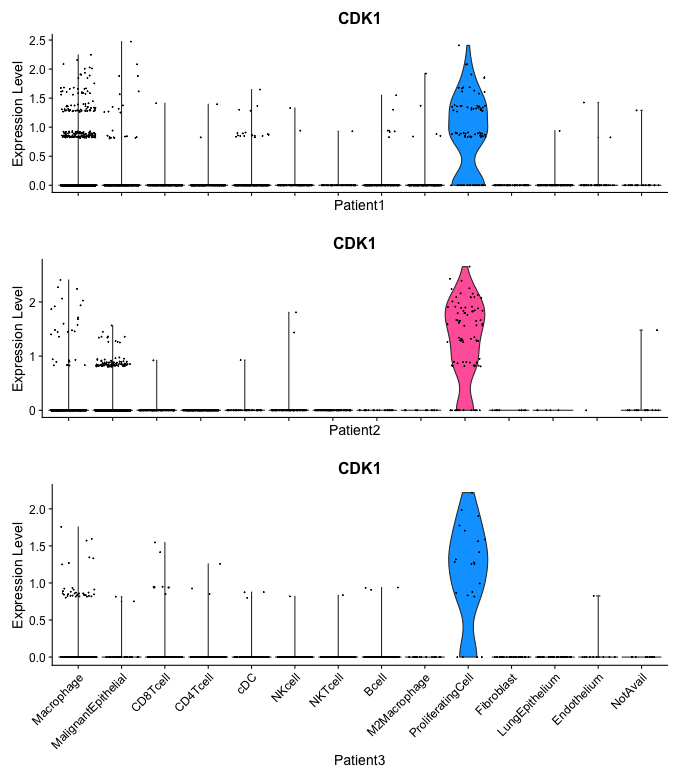 CDK1
Expression Level
2.5
2.0
1.5
1.0
0.5
0.0
Patient1
CDK1
Expression Level
2
1
0
Patient2
CDK1
Expression Level
2.0
1.5
1.0
0.5
0.0
Macrophage
MalignantEpithelial
CD8Tcell
CD4Tcell
cDC
NKcell
NKTcell
Bcell
M2Macrophage
ProliferatingCell
Fibroblast
LungEpithelium
Endothelium
NotAvail
Patient3